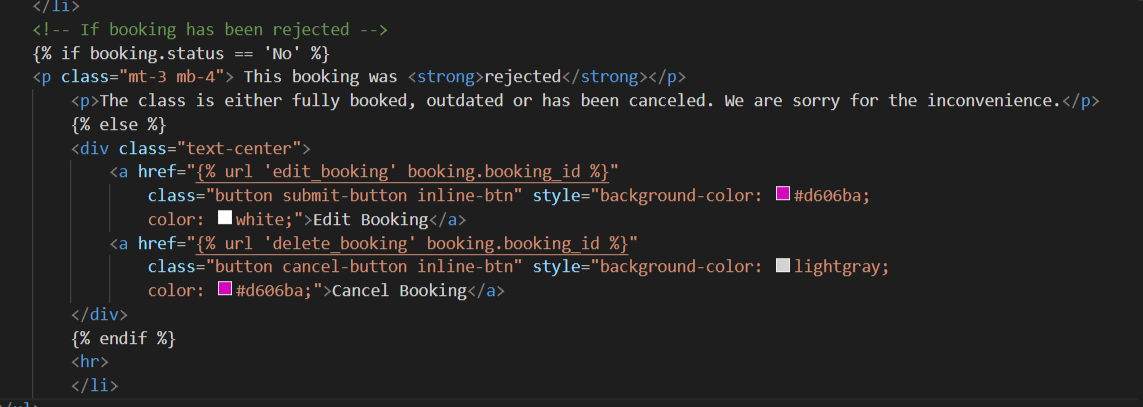 </li>
<!-- If booking has been rejected -->
{% if booking.status == 'No' %}
<p class="mt-3 mb-4"> This booking was <strong>rejected</strong></p>
<p>The class is either fully booked, outdated or has been canceled. We are sorry for the inconvenience.</p>
{% else %}
<div class="text-center">
<a href="{% url 'edit_booking' booking.booking_id %}"
class="button submit-button inline-btn" style="background-color: #d606ba;
color: white;">Edit Booking</a>
<a href="{% url 'delete_booking' booking.booking_id %}"
class="button cancel-button inline-btn" style="background-color: lightgray;
color: #d606ba;">Cancel Booking</a>
</div>
{% endif %}
<hr>
</li>